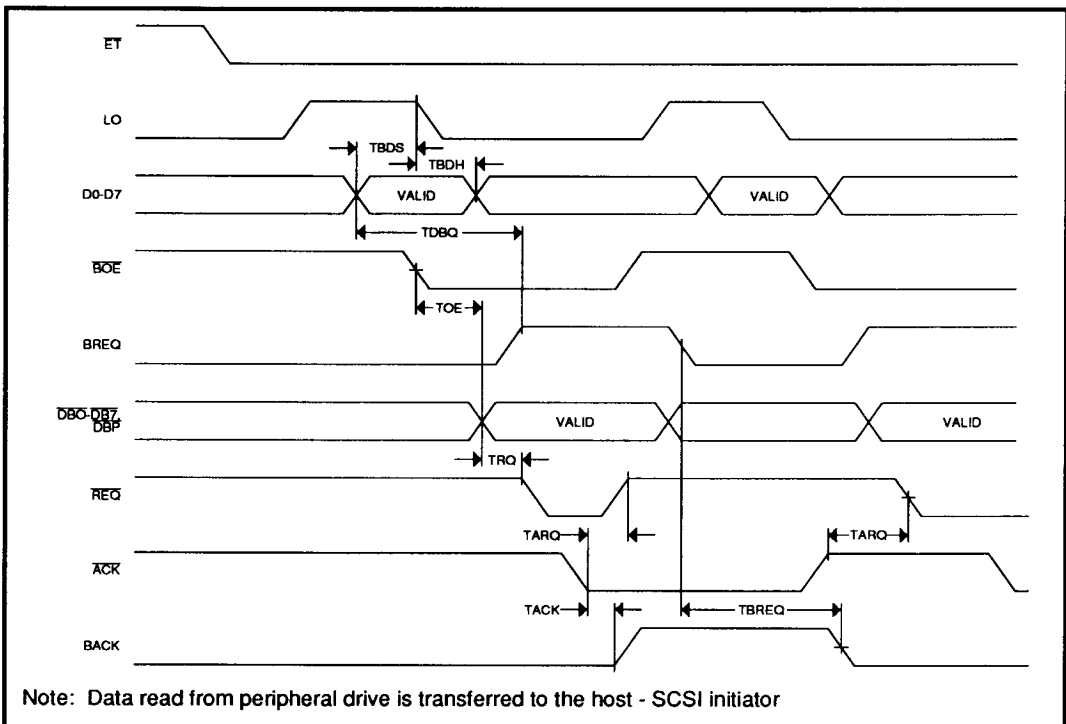 ET
LO
TBDS
TBDH
D0-D7
VALID
VALID
TDBQ
BOE
TOE
BREQ
DBO-DB7,
DBP
VALID
VALID
TRQ
REQ
TARQ
TARQ
ACK
TACK
TBREQ
BACK
Note: Data read from peripheral drive is transferred to the host - SCSI initiator